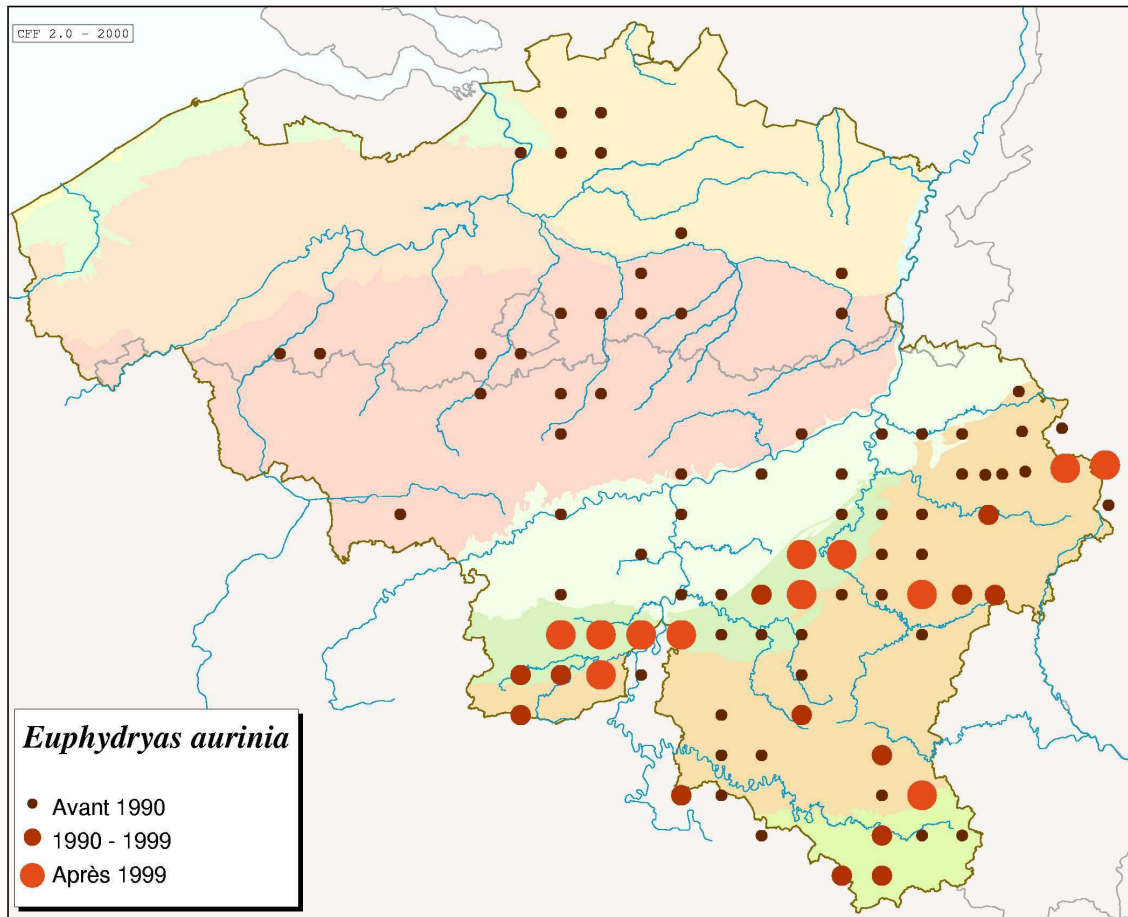 CFF 2.0 - 2000
Euphydryas aurinia
Avant 1990
1990 - 1999
Après 1999